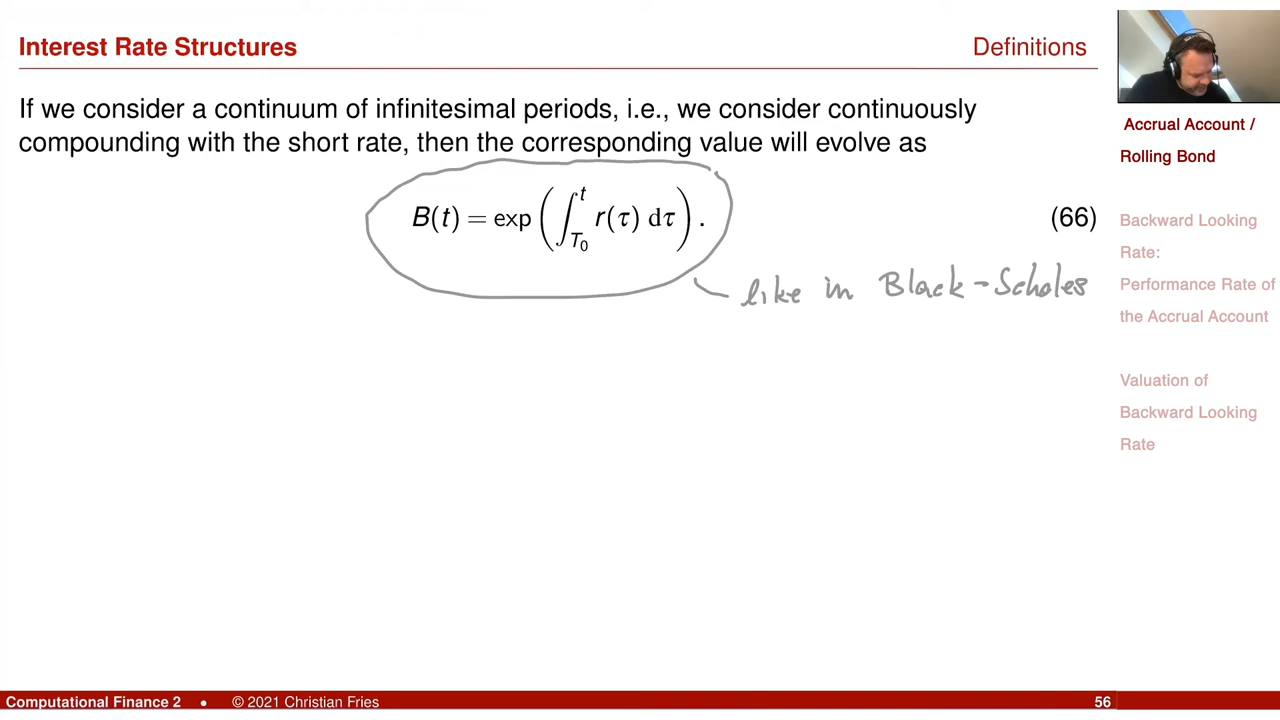 Interest Rate Structures
Definitions
If we consider a continuum of infinitesimal periods, i.e., we consider continuously
compounding with the short rate, then the corresponding value will evolve as
B(t) = exp ( ∫_{T₀}^{t} r(τ) dτ ) . (66)
like in Black-Scholes
Accrual Account /
Rolling Bond
Backward Looking
Rate:
Performance Rate of
the Accrual Account
Valuation of
Backward Looking
Rate
Computational Finance 2 • © 2021 Christian Fries 56